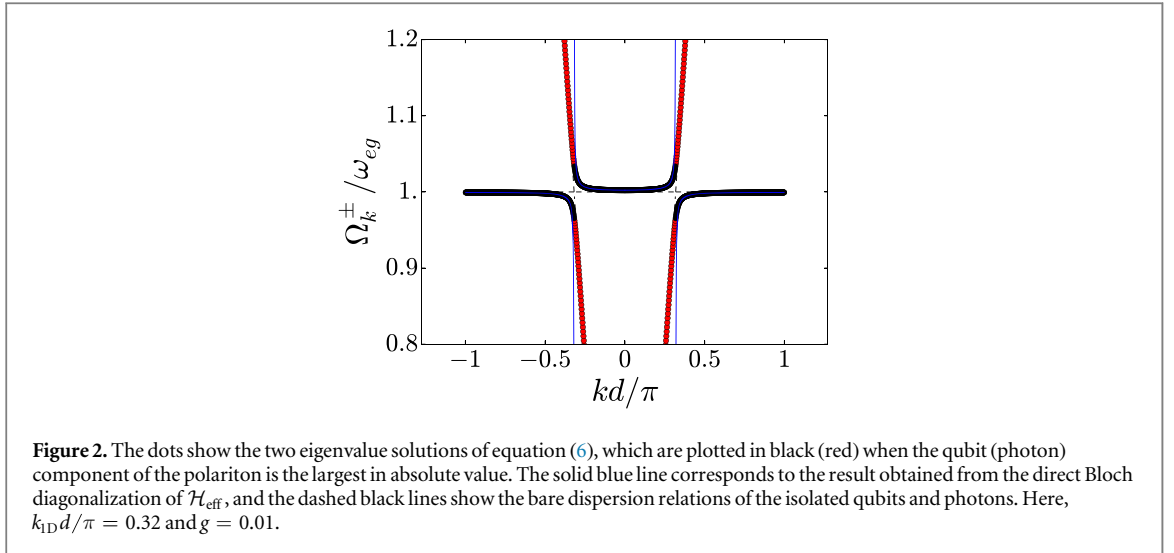 1.2
1.1
1.
0.9
0.8
Ω_k^± /ω_eg
−1 −0.5 0 0.5 1
kd/π
Figure 2. The dots show the two eigenvalue solutions of equation (6), which are plotted in black (red) when the qubit (photon)
component of the polariton is the largest in absolute value. The solid blue line corresponds to the result obtained from the direct Bloch
diagonalization of ℋ_eff, and the dashed black lines show the bare dispersion relations of the isolated qubits and photons. Here,
k_1D d/π = 0.32 and g = 0.01.